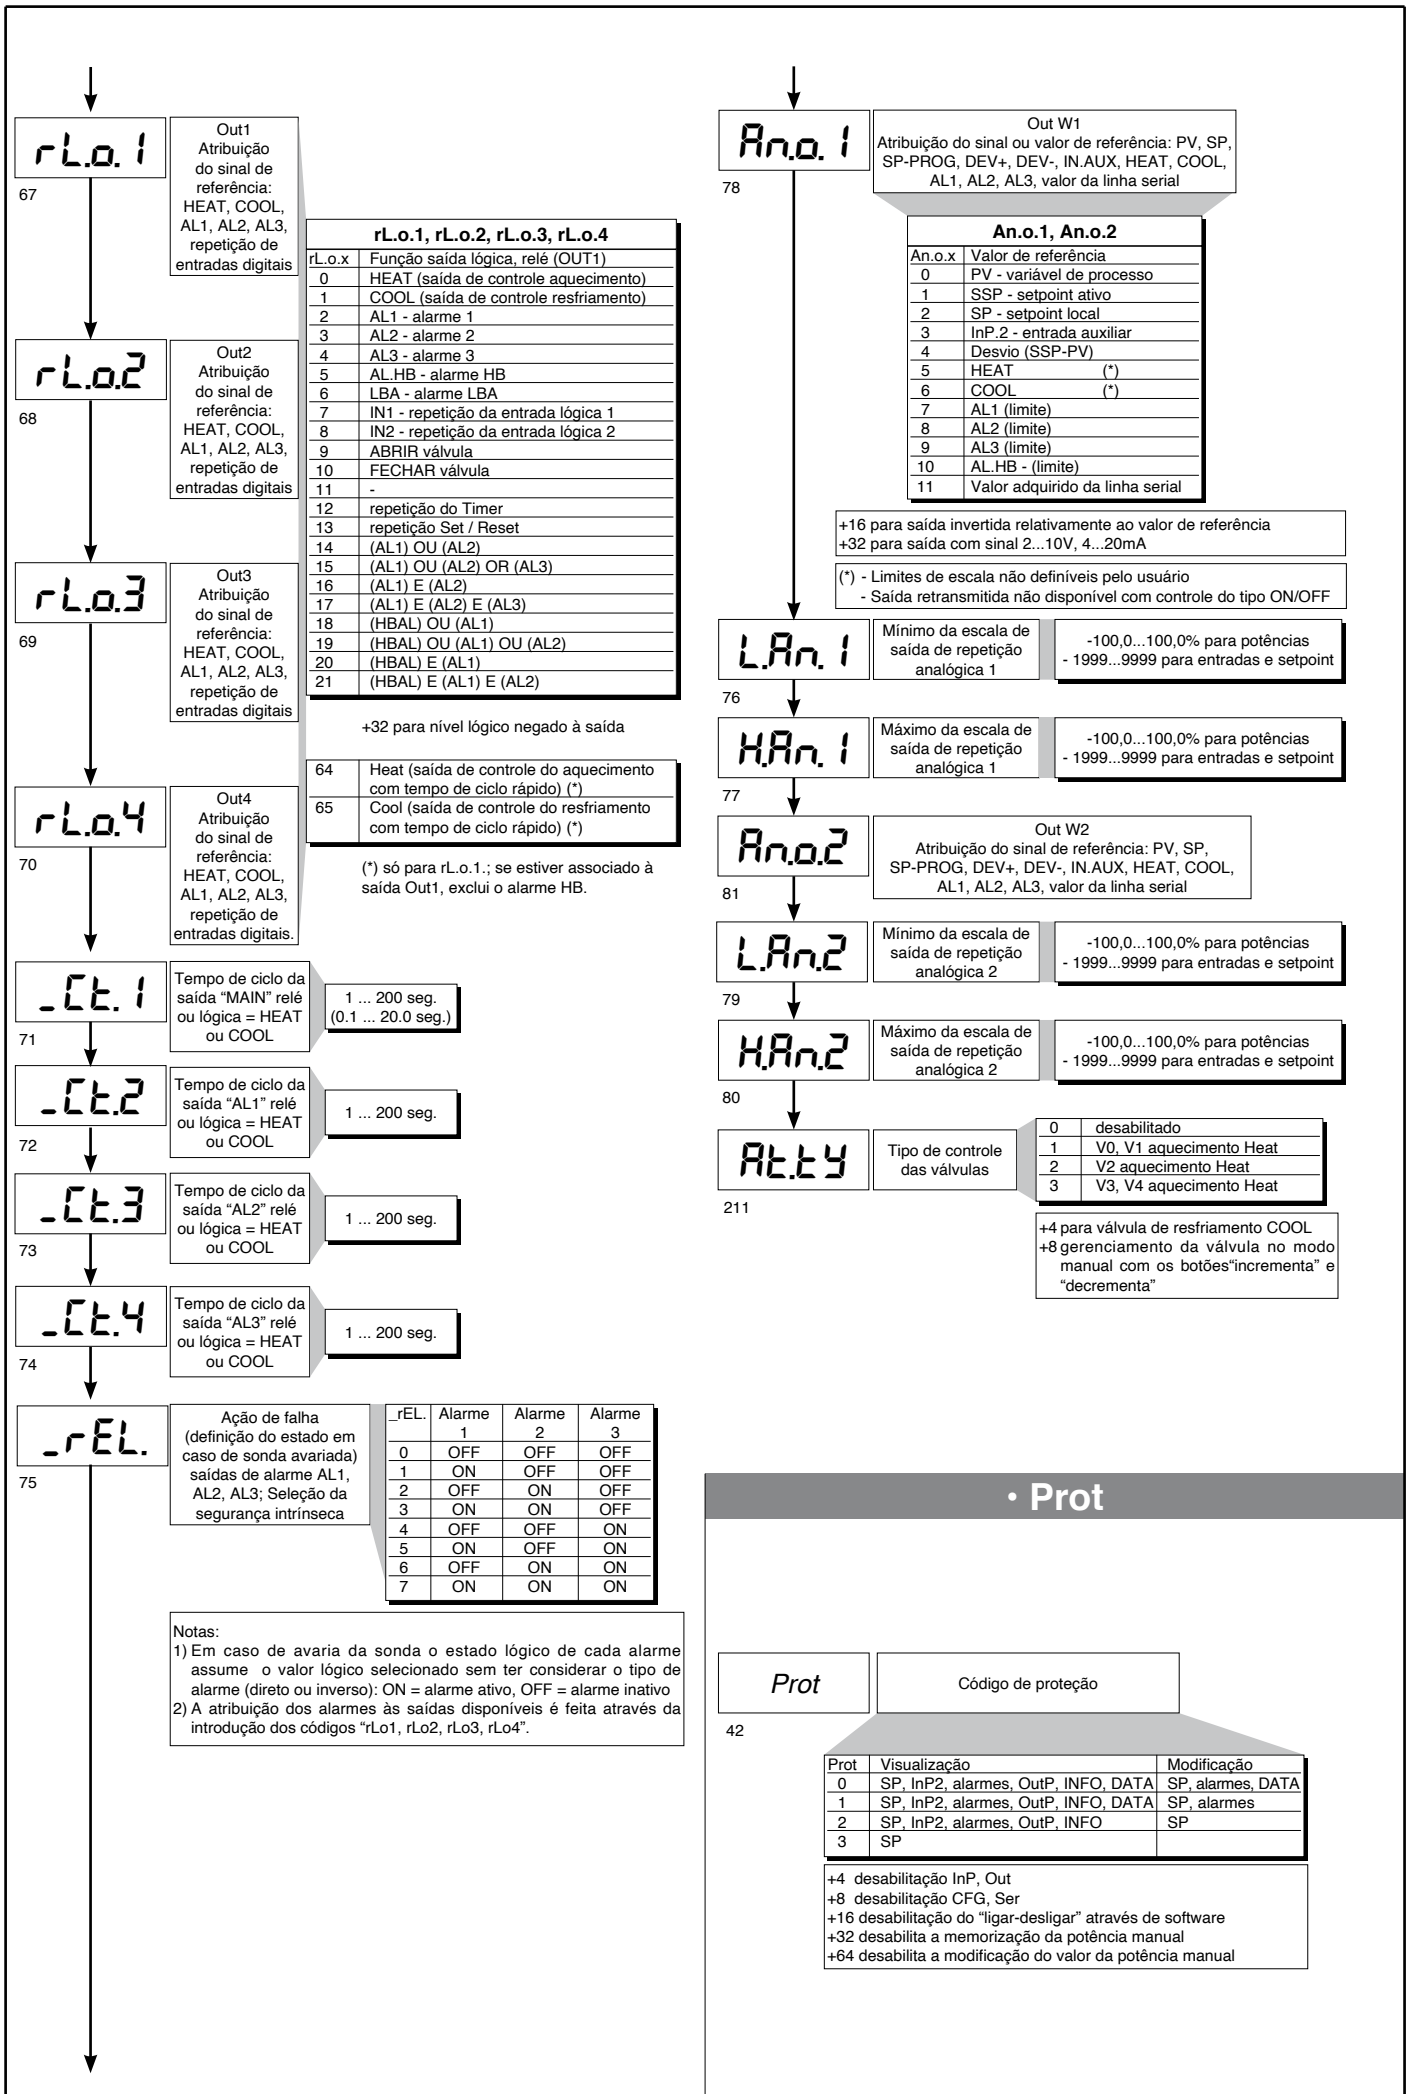 rL.o.1
67
Out1
Atribuição
do sinal de
referência:
HEAT, COOL,
AL1, AL2, AL3,
repetição de
entradas digitais
rL.o.2
68
Out2
Atribuição
do sinal de
referência:
HEAT, COOL,
AL1, AL2, AL3,
repetição de
entradas digitais
rL.o.3
69
Out3
Atribuição
do sinal de
referência:
HEAT, COOL,
AL1, AL2, AL3,
repetição de
entradas digitais
rL.o.4
70
Out4
Atribuição
do sinal de
referência:
HEAT, COOL,
AL1, AL2, AL3,
repetição de
entradas digitais.
rL.o.1, rL.o.2, rL.o.3, rL.o.4
rL.o.x Função saída lógica, relé (OUT1)
0 HEAT (saída de controle aquecimento)
1 COOL (saída de controle resfriamento)
2 AL1 - alarme 1
3 AL2 - alarme 2
4 AL3 - alarme 3
5 AL.HB - alarme HB
6 LBA - alarme LBA
7 IN1 - repetição da entrada lógica 1
8 IN2 - repetição da entrada lógica 2
9 ABRIR válvula
10 FECHAR válvula
11 -
12 repetição do Timer
13 repetição Set / Reset
14 (AL1) OU (AL2)
15 (AL1) OU (AL2) OR (AL3)
16 (AL1) E (AL2)
17 (AL1) E (AL2) E (AL3)
18 (HBAL) OU (AL1)
19 (HBAL) OU (AL1) OU (AL2)
20 (HBAL) E (AL1)
21 (HBAL) E (AL1) E (AL2)
+32 para nível lógico negado à saída
64 Heat (saída de controle do aquecimento
com tempo de ciclo rápido) (*)
65 Cool (saída de controle do resfriamento
com tempo de ciclo rápido) (*)
(*) só para rL.o.1.; se estiver associado à
saída Out1, exclui o alarme HB.
_Ct.1
71
Tempo de ciclo da
saída “MAIN” relé
ou lógica = HEAT
ou COOL
1 ... 200 seg.
(0.1 ... 20.0 seg.)
_Ct.2
72
Tempo de ciclo da
saída “AL1” relé
ou lógica = HEAT
ou COOL
1 ... 200 seg.
_Ct.3
73
Tempo de ciclo da
saída “AL2” relé
ou lógica = HEAT
ou COOL
1 ... 200 seg.
_Ct.4
74
Tempo de ciclo da
saída “AL3” relé
ou lógica = HEAT
ou COOL
1 ... 200 seg.
_rEL.
75
Ação de falha
(definição do estado em
caso de sonda avariada)
saídas de alarme AL1,
AL2, AL3; Seleção da
segurança intrínseca
_rEL. Alarme Alarme Alarme
1 2 3
0 OFF OFF OFF
1 ON OFF OFF
2 OFF ON OFF
3 ON ON OFF
4 OFF OFF ON
5 ON OFF ON
6 OFF ON ON
7 ON ON ON
Notas:
1) Em caso de avaria da sonda o estado lógico de cada alarme
assume o valor lógico selecionado sem ter considerar o tipo de
alarme (direto ou inverso): ON = alarme ativo, OFF = alarme inativo
2) A atribuição dos alarmes às saídas disponíveis é feita através da
introdução dos códigos “rLo1, rLo2, rLo3, rLo4”.
An.o.1
78
Out W1
Atribuição do sinal ou valor de referência: PV, SP,
SP-PROG, DEV+, DEV-, IN.AUX, HEAT, COOL,
AL1, AL2, AL3, valor da linha serial
An.o.1, An.o.2
An.o.x Valor de referência
0 PV - variável de processo
1 SSP - setpoint ativo
2 SP - setpoint local
3 InP.2 - entrada auxiliar
4 Desvio (SSP-PV)
5 HEAT (*)
6 COOL (*)
7 AL1 (limite)
8 AL2 (limite)
9 AL3 (limite)
10 AL.HB - (limite)
11 Valor adquirido da linha serial
+16 para saída invertida relativamente ao valor de referência
+32 para saída com sinal 2...10V, 4...20mA
(*) - Limites de escala não definíveis pelo usuário
- Saída retransmitida não disponível com controle do tipo ON/OFF
L.An.1
76
Mínimo da escala de
saída de repetição
analógica 1
-100,0...100,0% para potências
- 1999...9999 para entradas e setpoint
H.An.1
77
Máximo da escala de
saída de repetição
analógica 1
-100,0...100,0% para potências
- 1999...9999 para entradas e setpoint
An.o.2
81
Out W2
Atribuição do sinal de referência: PV, SP,
SP-PROG, DEV+, DEV-, IN.AUX, HEAT, COOL,
AL1, AL2, AL3, valor da linha serial
L.An.2
79
Mínimo da escala de
saída de repetição
analógica 2
-100,0...100,0% para potências
- 1999...9999 para entradas e setpoint
H.An.2
80
Máximo da escala de
saída de repetição
analógica 2
-100,0...100,0% para potências
- 1999...9999 para entradas e setpoint
At.ty
211
Tipo de controle
das válvulas
0 desabilitado
1 V0, V1 aquecimento Heat
2 V2 aquecimento Heat
3 V3, V4 aquecimento Heat
+4 para válvula de resfriamento COOL
+8 gerenciamento da válvula no modo
manual com os botões“incrementa” e
“decrementa”
• Prot
Prot
42
Código de proteção
Prot Visualização Modificação
0 SP, InP2, alarmes, OutP, INFO, DATA SP, alarmes, DATA
1 SP, InP2, alarmes, OutP, INFO, DATA SP, alarmes
2 SP, InP2, alarmes, OutP, INFO SP
3 SP
+4 desabilitação InP, Out
+8 desabilitação CFG, Ser
+16 desabilitação do “ligar-desligar” através de software
+32 desabilita a memorização da potência manual
+64 desabilita a modificação do valor da potência manual